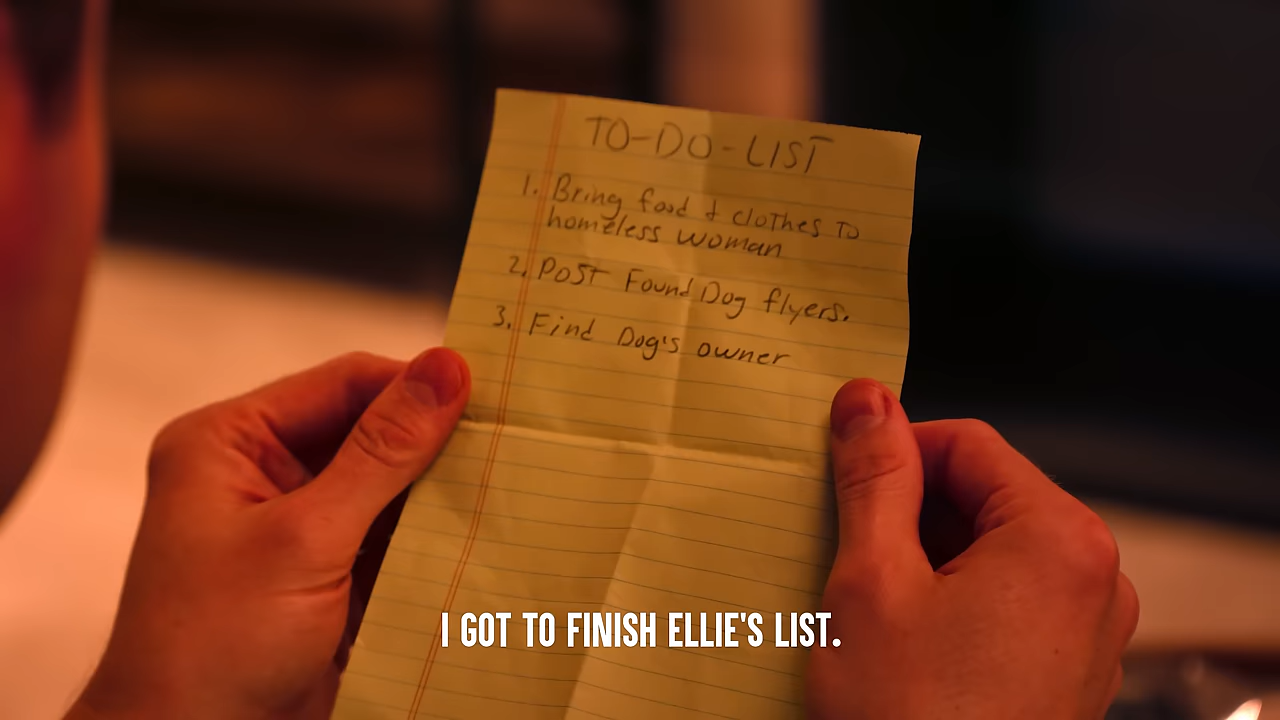 TO-DO-LIST
1. Bring food & clothes to
homeless woman
2. Post Found Dog flyers.
3. Find Dog's owner
I GOT TO FINISH ELLIE'S LIST.